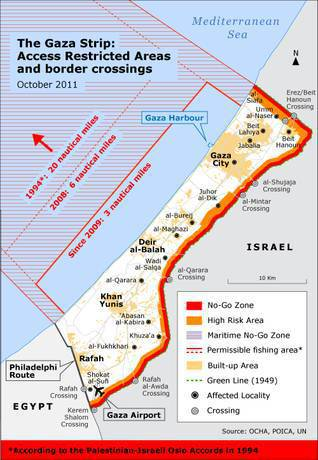 Mediterranean
Sea
The Gaza Strip:
Access Restricted Areas
and border crossings
October 2011
N
al-
Siafa
Erez/Beit
Hanoun Crossing
Umm
al-Naser
Beit
Lahiya
Beit
Hanoun
Jabalia
Gaza Harbour
Gaza
City
1994*: 20 nautical miles
2008: 6 nautical miles
Since 2009: 3 nautical miles
al-Shujaia
Crossing
Juhor
al-Dik
al-Mintar
Crossing
al-Bureij
al-Maghazi
Deir
al-Balah
Wadi
al-Salga
ISRAEL
al-Qarara
al-Qarara
Crossing
10 Km
Khan
Yunis
'Abasan
al-Kabira
Khuza'a
al-Fukhkhari
Philadelphi
Route
Rafah
Shokat
al-Sufi
Rafah
Crossing
Rafah
al-Awda
Crossing
Gaza Airport
EGYPT
Kerem
Shalom
Crossing
No-Go Zone
High Risk Area
Maritime No-Go Zone
Permissible fishing area*
Built-up Area
Green Line (1949)
Affected Locality
Crossing
Source: OCHA, POICA, UN
*According to the Palestinian-Israeli Oslo Accords in 1994